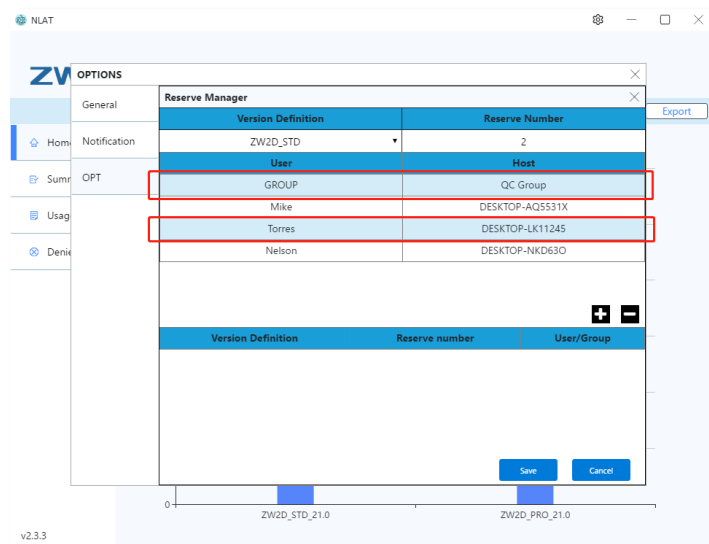 NLAT
ZW
OPTIONS
General
Reserve Manager
Export
Version Definition Reserve Number
Home Notification ZW2D_STD 2
User Host
Summ OPT GROUP QC Group
Mike DESKTOP-AQ5531X
Usag
Torres DESKTOP-LK11245
Denie Nelson DESKTOP-NKD63O
Version Definition Reserve number User/Group
Save Cancel
0
ZW2D_STD_21.0 ZW2D_PRO_21.0
v2.3.3